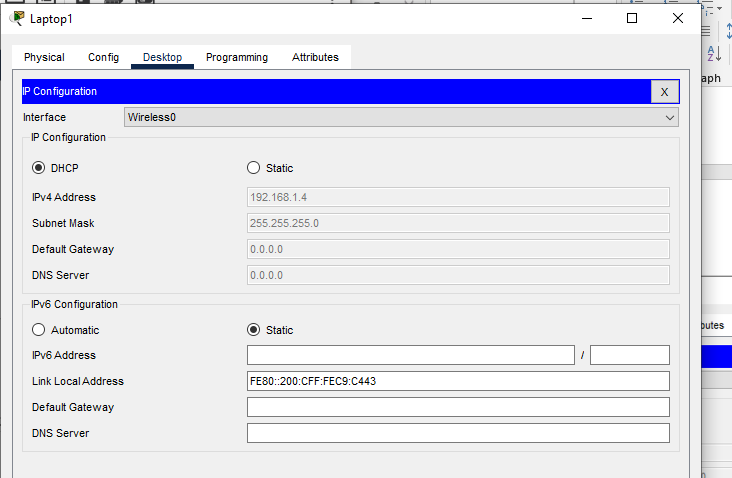 Laptop1
Physical Config Desktop Programming Attributes
IP Configuration X
Interface Wireless0
IP Configuration
DHCP Static
IPv4 Address 192.168.1.4
Subnet Mask 255.255.255.0
Default Gateway 0.0.0.0
DNS Server 0.0.0.0
IPv6 Configuration
Automatic Static
IPv6 Address /
Link Local Address FE80::200:CFF:FEC9:C443
Default Gateway
DNS Server
aph
butes